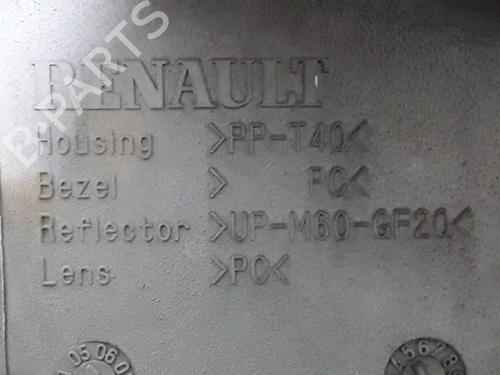 RENAULT
Housing >PP-T40<
Bezel > PC<
Reflector >UP-M60-GF20<
Lens >PC<
B-PARTS